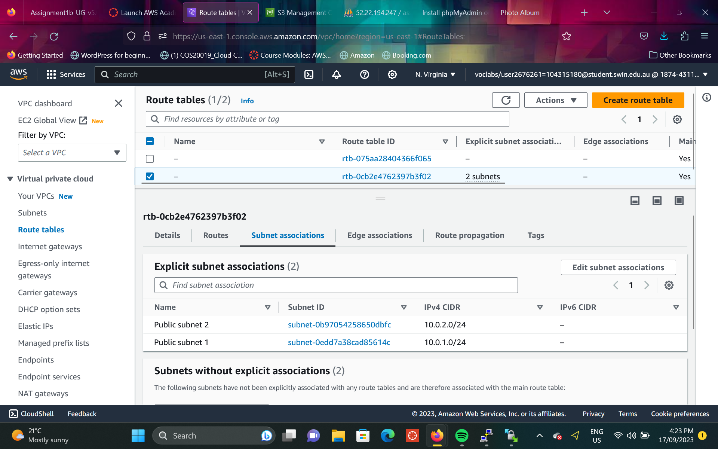 Assignment1b_UG_v3.
Launch AWS Acad
Route tables | V
S3 Management C
52.22.154.247 / as
Install phpMyAdmin
Photo Album
https://us-east-1.console.aws.amazon.com/vpc/home?region=us-east-1#RouteTables:
Getting Started
WordPress for beginn...
(1) COS20019_Cloud C...
Course Modules: AWS...
Amazon
Booking.com
Other Bookmarks
aws
Services
Search
[Alt+S]
N. Virginia
voclabs/user2676261=104315180@student.swin.edu.au @ 1874-4311...
VPC dashboard
EC2 Global View
New
Filter by VPC:
Select a VPC
Virtual private cloud
Your VPCs New
Subnets
Route tables
Internet gateways
Egress-only internet
gateways
Carrier gateways
DHCP option sets
Elastic IPs
Managed prefix lists
Endpoints
Endpoint services
NAT gateways
Route tables (1/2)
Info
Actions
Create route table
Find resources by attribute or tag
1
Name
Route table ID
Explicit subnet associati...
Edge associations
Main
–
rtb-075aa28404366f065
–
–
Yes
–
rtb-0cb2e4762397b3f02
2 subnets
–
Yes
rtb-0cb2e4762397b3f02
Details
Routes
Subnet associations
Edge associations
Route propagation
Tags
Explicit subnet associations (2)
Edit subnet associations
Find subnet association
1
Name
Subnet ID
IPv4 CIDR
IPv6 CIDR
Public subnet 2
subnet-0b97054258650dbfc
10.0.2.0/24
–
Public subnet 1
subnet-0edd7a38cad85614c
10.0.1.0/24
–
Subnets without explicit associations (2)
The following subnets have not been explicitly associated with any route tables and are therefore associated with the main route table:
CloudShell
Feedback
© 2023, Amazon Web Services, Inc. or its affiliates.
Privacy
Terms
Cookie preferences
21°C
Mostly sunny
Search
ENG
US
4:23 PM
17/09/2023